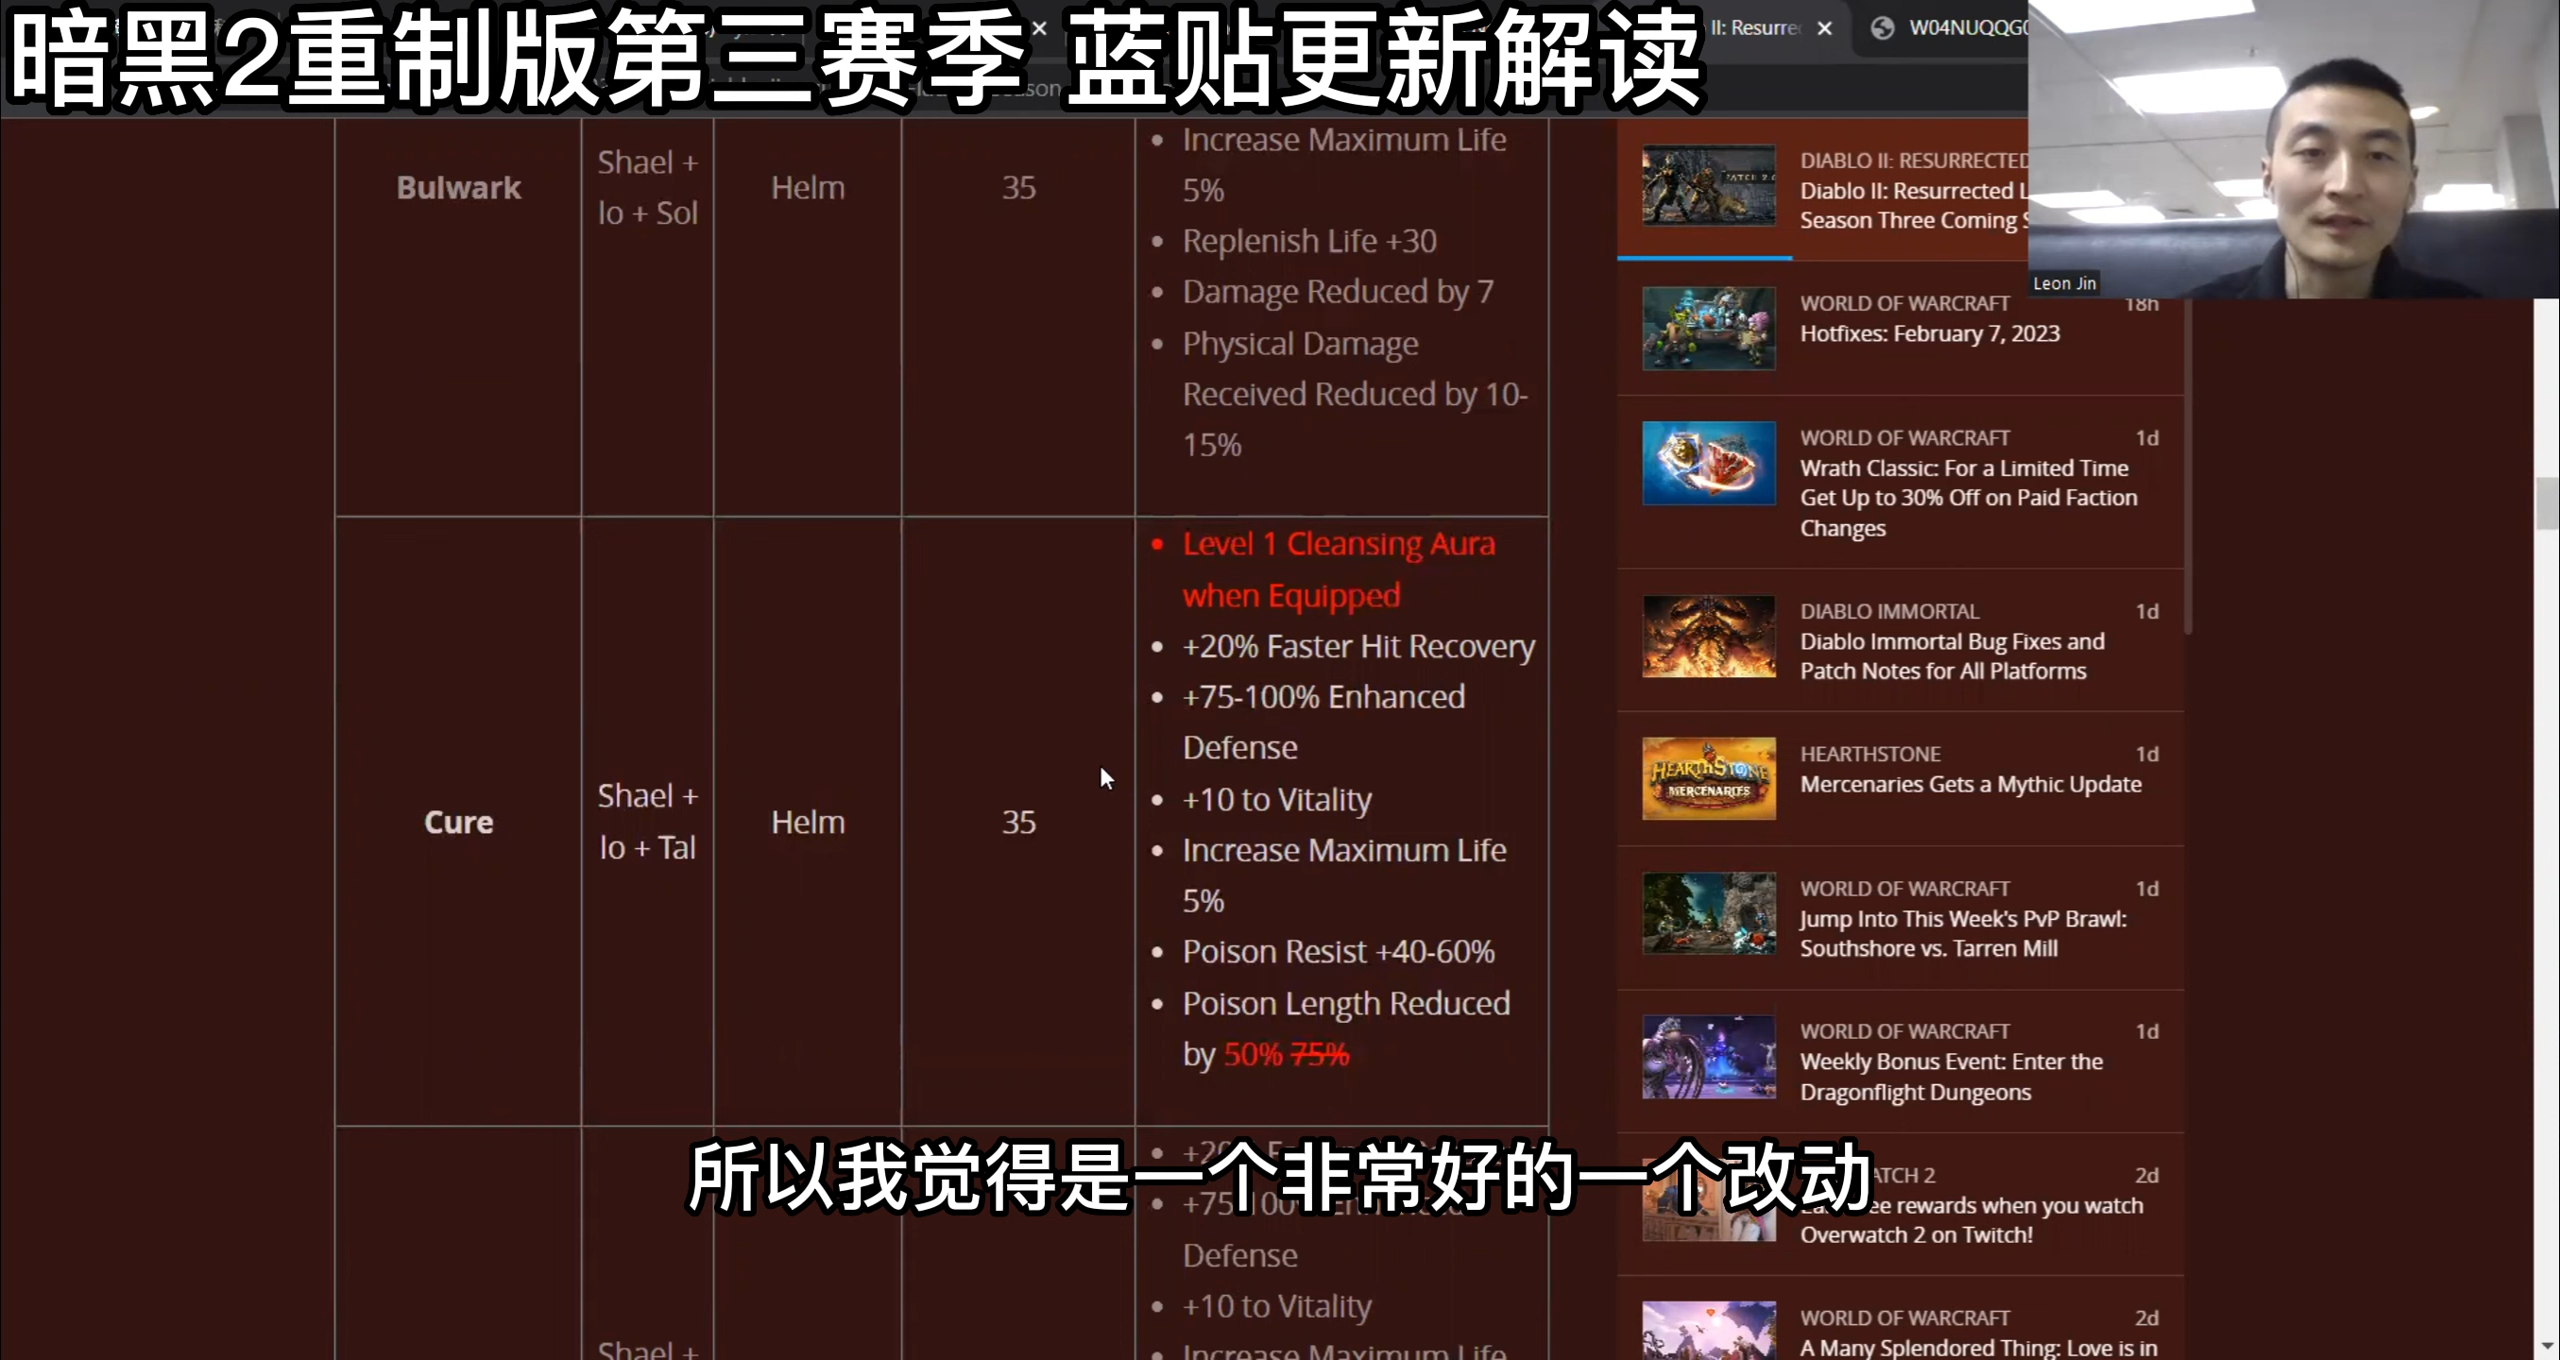 暗黑2重制版第三赛季 蓝贴更新解读
II: Resurre
W04NUQQG0
Bulwark
Shael +
Io + Sol
Helm
35
Increase Maximum Life
5%
Replenish Life +30
Damage Reduced by 7
Physical Damage
Received Reduced by 10-
15%
Cure
Shael +
Io + Tal
Helm
35
Level 1 Cleansing Aura
when Equipped
+20% Faster Hit Recovery
+75-100% Enhanced
Defense
+10 to Vitality
Increase Maximum Life
5%
Poison Resist +40-60%
Poison Length Reduced
by 50% 75%
Defense
+10 to Vitality
Shael +
Increase Maximum Life
所以我觉得是一个非常好的一个改动
DIABLO II: RESURRECTED
Diablo II: Resurrected L
Season Three Coming S
Leon Jin
WORLD OF WARCRAFT 18h
Hotfixes: February 7, 2023
WORLD OF WARCRAFT 1d
Wrath Classic: For a Limited Time
Get Up to 30% Off on Paid Faction
Changes
DIABLO IMMORTAL 1d
Diablo Immortal Bug Fixes and
Patch Notes for All Platforms
HEARTHSTONE
MERCENARIES
HEARTHSTONE 1d
Mercenaries Gets a Mythic Update
WORLD OF WARCRAFT 1d
Jump Into This Week's PvP Brawl:
Southshore vs. Tarren Mill
WORLD OF WARCRAFT 1d
Weekly Bonus Event: Enter the
Dragonflight Dungeons
ATCH 2 2d
ee rewards when you watch
Overwatch 2 on Twitch!
WORLD OF WARCRAFT 2d
A Many Splendored Thing: Love is in